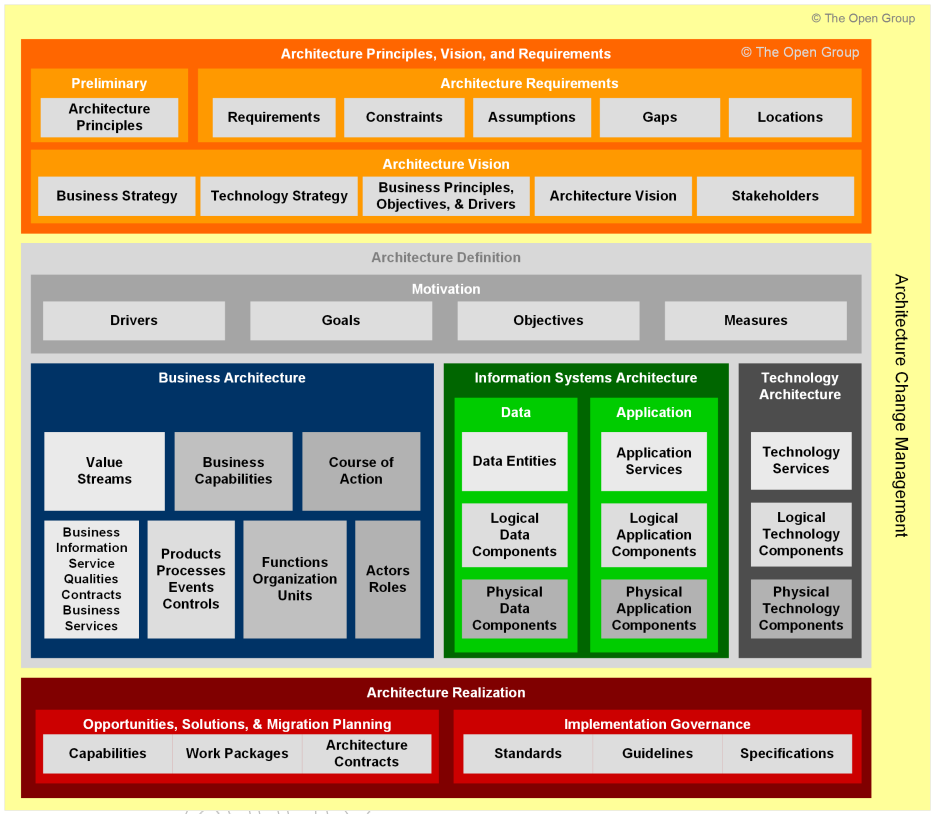 © The Open Group
Architecture Principles, Vision, and Requirements
© The Open Group
Preliminary
Architecture
Principles
Architecture Requirements
Requirements
Constraints
Assumptions
Gaps
Locations
Architecture Vision
Business Strategy
Technology Strategy
Business Principles,
Objectives, & Drivers
Architecture Vision
Stakeholders
Architecture Definition
Motivation
Drivers
Goals
Objectives
Measures
Business Architecture
Value
Streams
Business
Capabilities
Course of
Action
Business
Information
Service
Qualities
Contracts
Business
Services
Products
Processes
Events
Controls
Functions
Organization
Units
Actors
Roles
Information Systems Architecture
Data
Data Entities
Logical
Data
Components
Physical
Data
Components
Application
Application
Services
Logical
Application
Components
Physical
Application
Components
Technology
Architecture
Technology
Services
Logical
Technology
Components
Physical
Technology
Components
Architecture Realization
Opportunities, Solutions, & Migration Planning
Capabilities
Work Packages
Architecture
Contracts
Implementation Governance
Standards
Guidelines
Specifications
Architecture Change Management